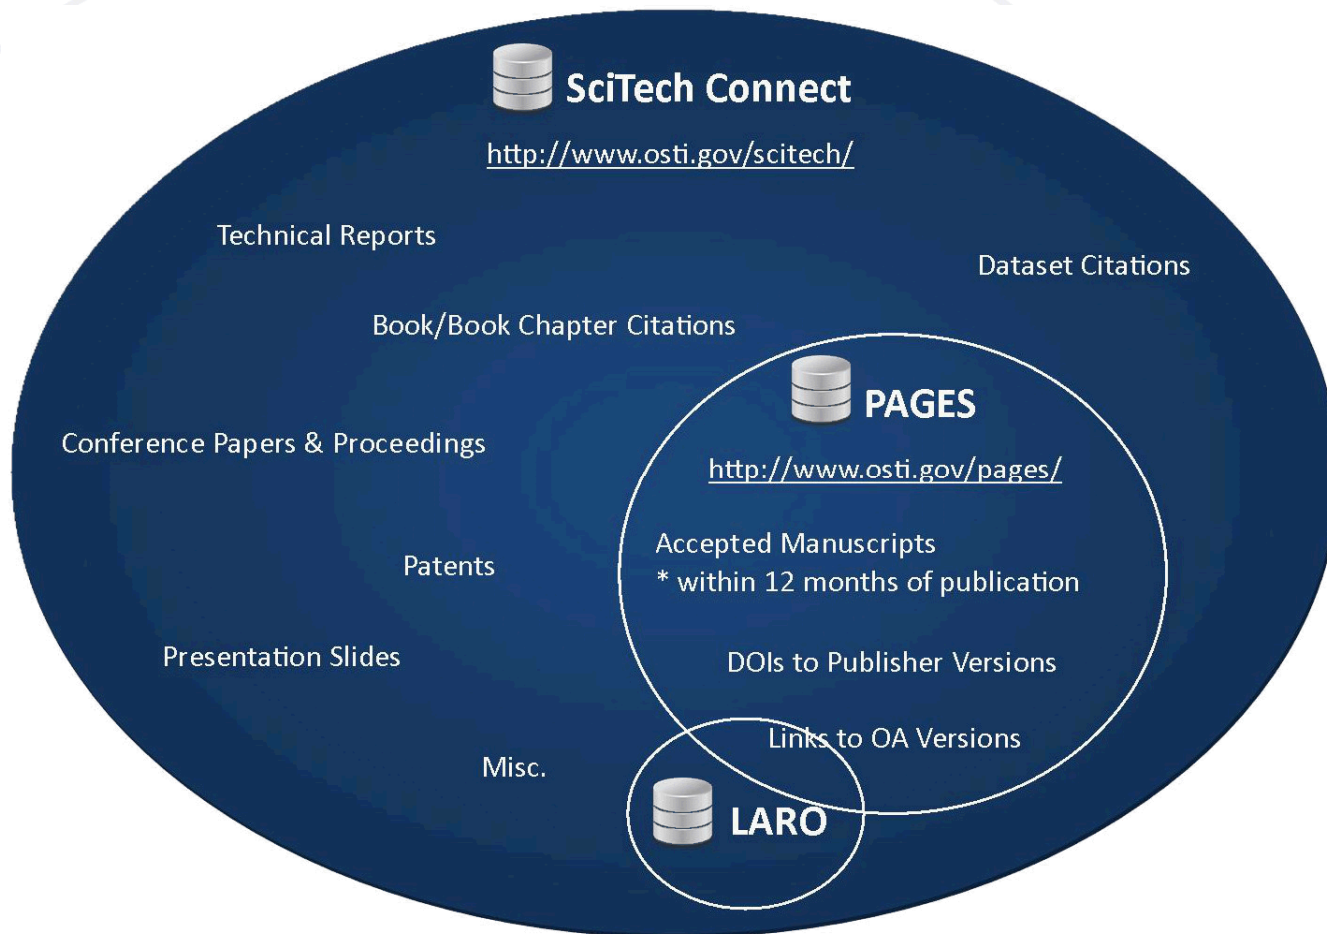 SciTech Connect
http://www.osti.gov/scitech/
Technical Reports
Dataset Citations
Book/Book Chapter Citations
PAGES
Conference Papers & Proceedings
http://www.osti.gov/pages/
Accepted Manuscripts
* within 12 months of publication
Patents
Presentation Slides
DOIs to Publisher Versions
Links to OA Versions
Misc.
LARO